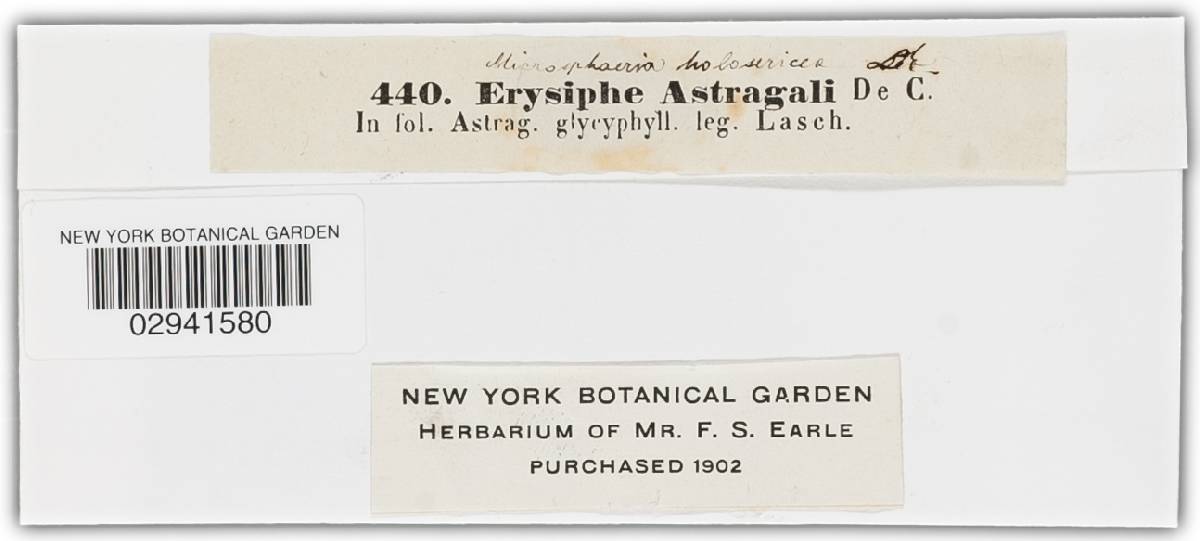 Microsphaeria holosericea
440. Erysiphe Astragali De C.
In fol. Astrag. glycyphyll. leg. Lasch.
NEW YORK BOTANICAL GARDEN
02941580
NEW YORK BOTANICAL GARDEN
HERBARIUM OF MR. F. S. EARLE
PURCHASED 1902